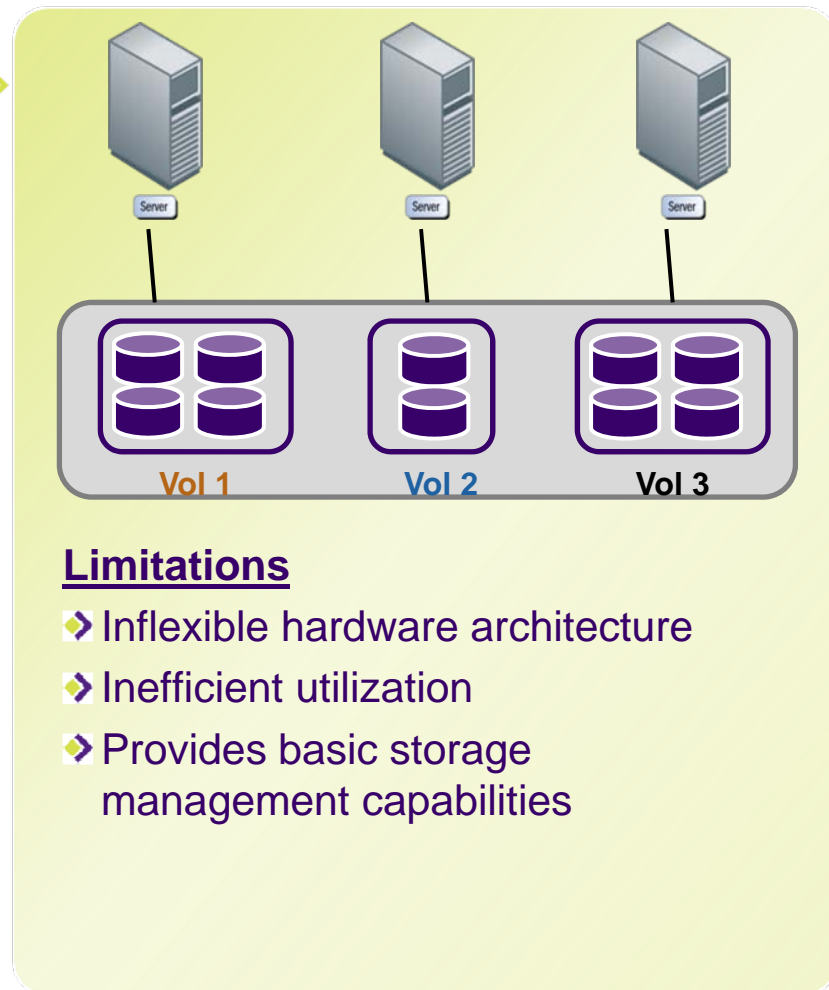 Server
Server
Server
Vol 1
Vol 2
Vol 3
Limitations
Inflexible hardware architecture
Inefficient utilization
Provides basic storage
management capabilities